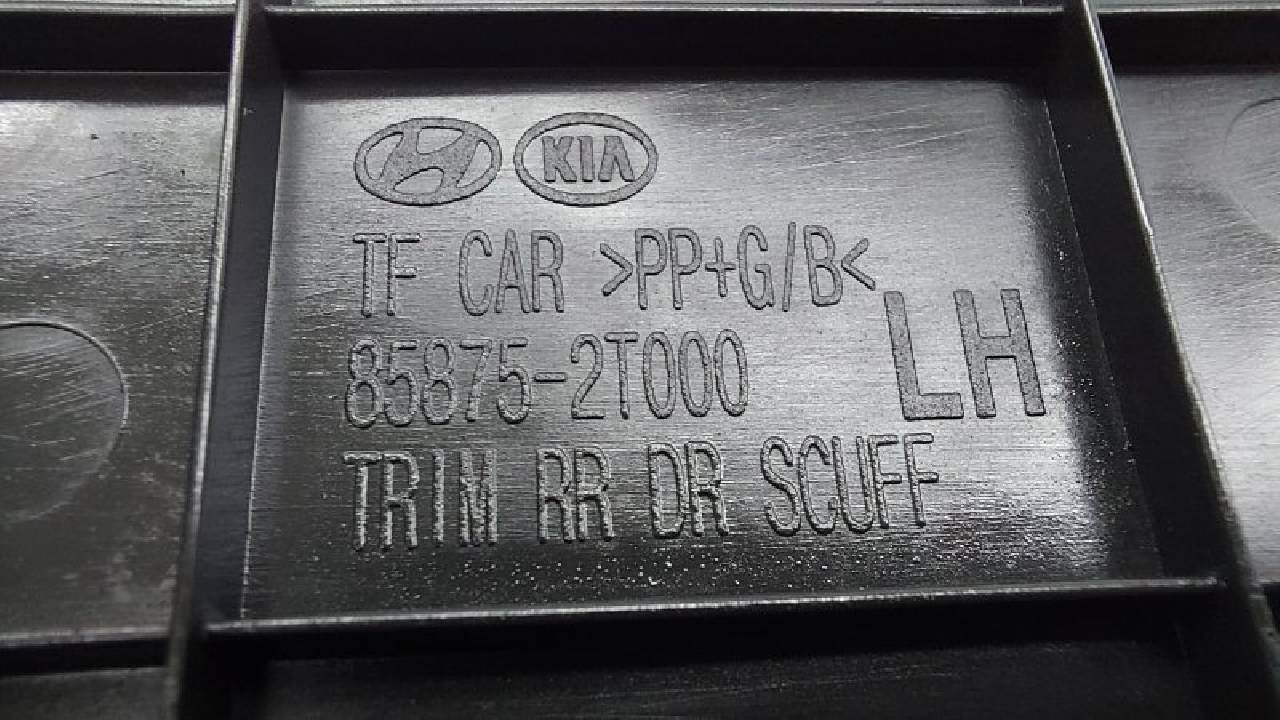 KIA
TF CAR >PP+G/B<
85875-2T000
LH
TRIM RR DR SCUFF